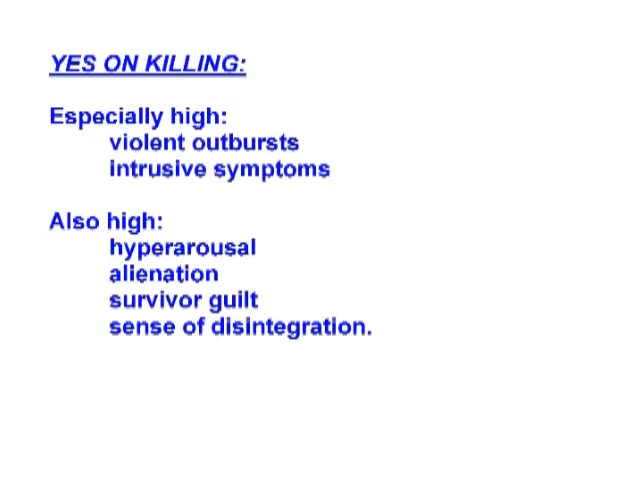 YES ON KILLING:
Especially high:
violent outbursts
intrusive symptoms
Also high:
hyperarousal
alienation
survivor guilt
sense of disintegration.